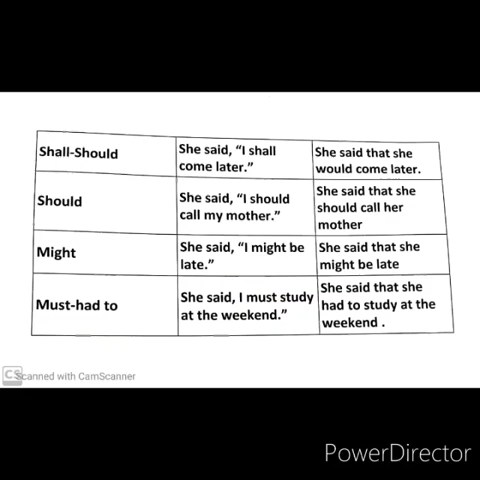 Shall-Should
She said, “I shall
come later.”
She said that she
would come later.
Should
She said, “I should
call my mother.”
She said that she
should call her
mother
Might
She said, “I might be
late.”
She said that she
might be late
Must-had to
She said, I must study
at the weekend.”
She said that she
had to study at the
weekend .
CS
Scanned with CamScanner
PowerDirector